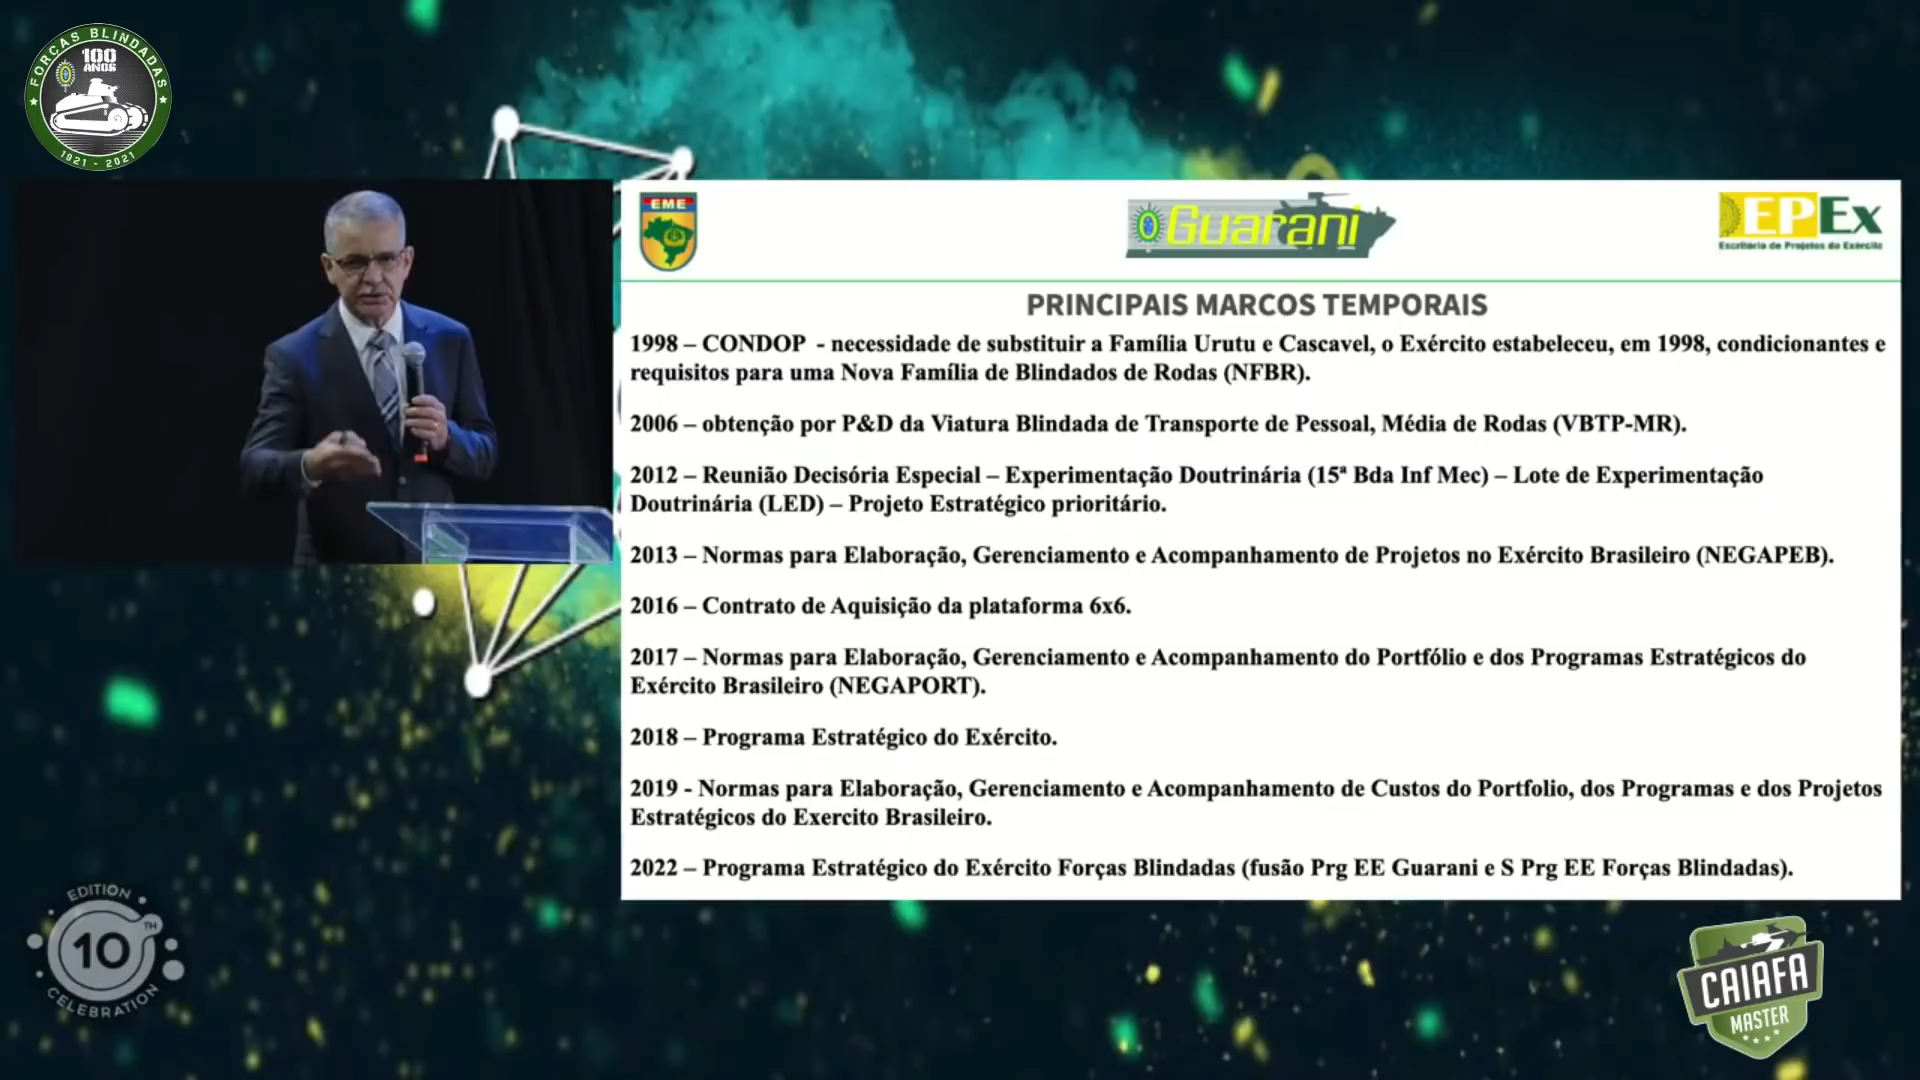 FORÇAS BLINDADAS
100
ANOS
1921 - 2021
EME
Guarani
EPEx
Escritório de Projetos do Exército
PRINCIPAIS MARCOS TEMPORAIS
1998 – CONDOP - necessidade de substituir a Família Urutu e Cascavel, o Exército estabeleceu, em 1998, condicionantes e
requisitos para uma Nova Família de Blindados de Rodas (NFBR).
2006 – obtenção por P&D da Viatura Blindada de Transporte de Pessoal, Média de Rodas (VBTP-MR).
2012 – Reunião Decisória Especial – Experimentação Doutrinária (15ª Bda Inf Mec) – Lote de Experimentação
Doutrinária (LED) – Projeto Estratégico prioritário.
2013 – Normas para Elaboração, Gerenciamento e Acompanhamento de Projetos no Exército Brasileiro (NEGAPEB).
2016 – Contrato de Aquisição da plataforma 6x6.
2017 – Normas para Elaboração, Gerenciamento e Acompanhamento do Portfólio e dos Programas Estratégicos do
Exército Brasileiro (NEGAPORT).
2018 – Programa Estratégico do Exército.
2019 - Normas para Elaboração, Gerenciamento e Acompanhamento de Custos do Portfolio, dos Programas e dos Projetos
Estratégicos do Exercito Brasileiro.
2022 – Programa Estratégico do Exército Forças Blindadas (fusão Prg EE Guarani e S Prg EE Forças Blindadas).
EDITION
10TH
CELEBRATION
CAIAFA
MASTER